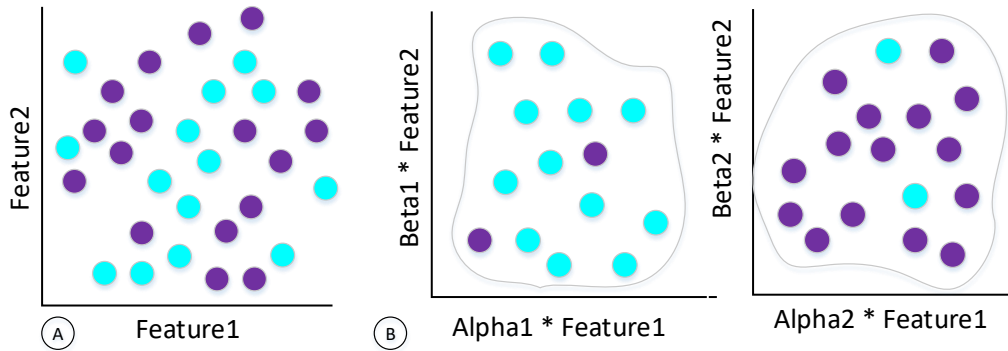 Feature2
Feature1
A
Beta1 * Feature2
Alpha1 * Feature1
B
Beta2 * Feature2
Alpha2 * Feature1